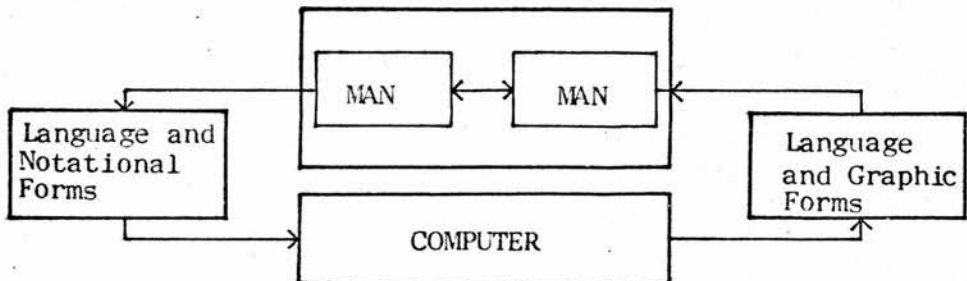 MAN
MAN
Language and
Notational
Forms
Language
and Graphic
Forms
COMPUTER